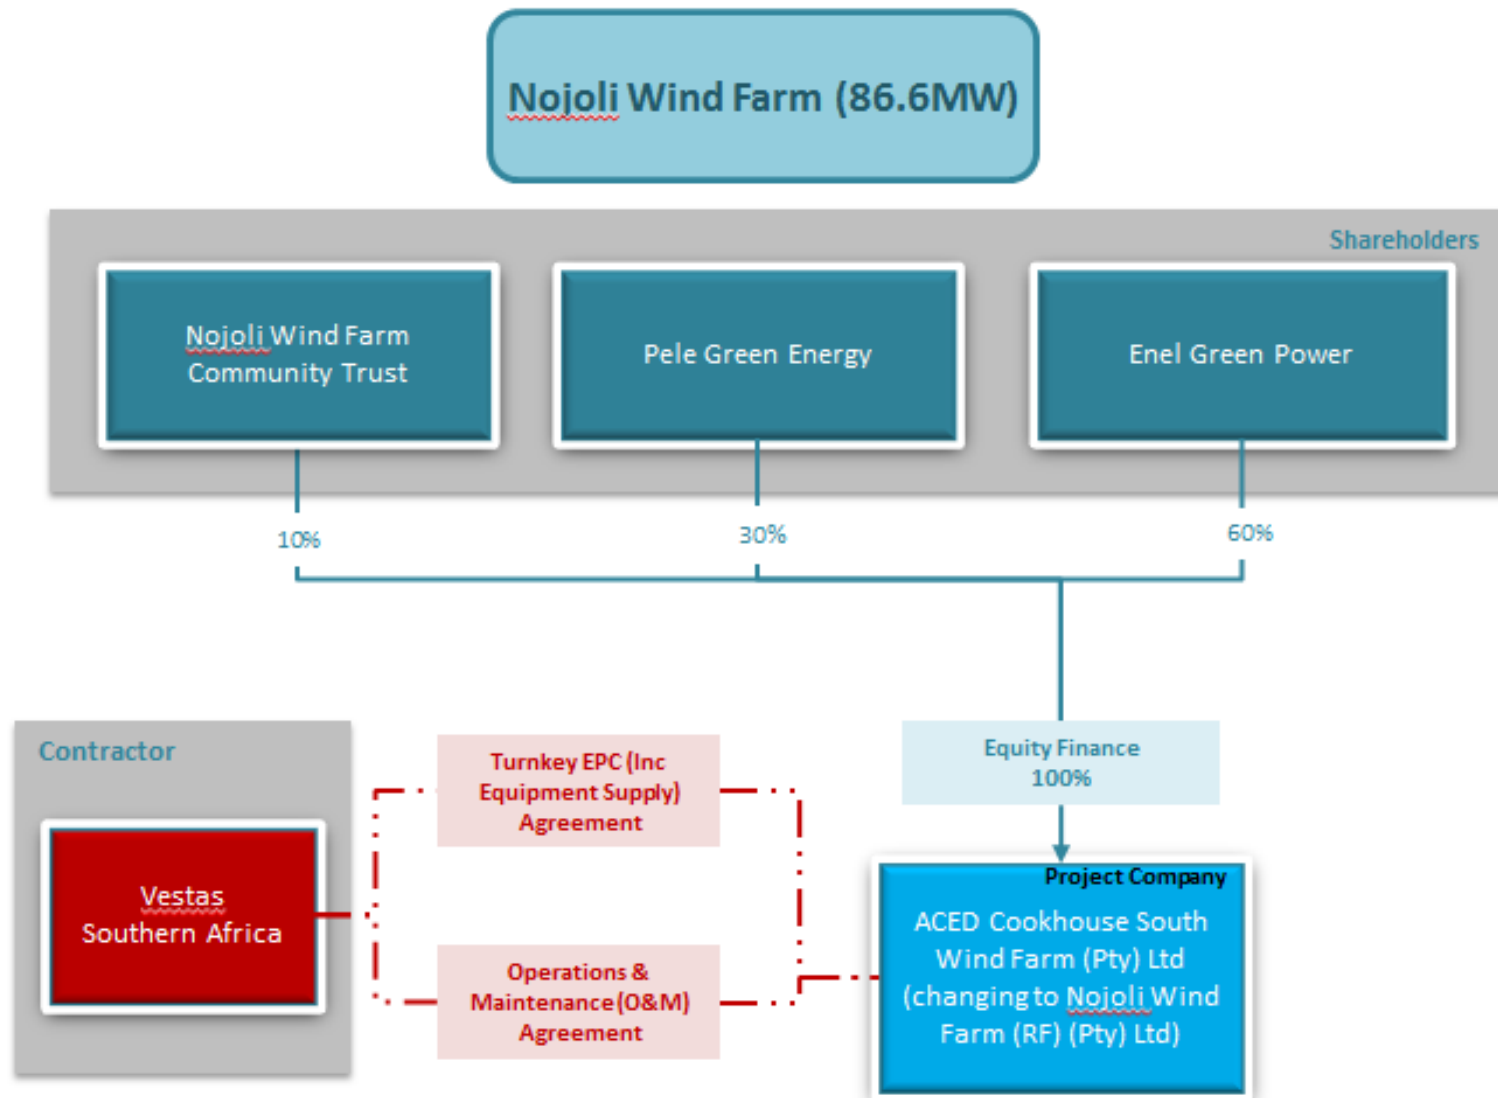 Nojoli Wind Farm (86.6MW)
Shareholders
Nojoli Wind Farm
Community Trust
Pele Green Energy
Enel Green Power
10%
30%
60%
Contractor
Vestas
Southern Africa
Turnkey EPC (Inc
Equipment Supply)
Agreement
Operations &
Maintenance (O&M)
Agreement
Equity Finance
100%
Project Company
ACED Cookhouse South
Wind Farm (Pty) Ltd
(changing to Nojoli Wind
Farm (RF) (Pty) Ltd)